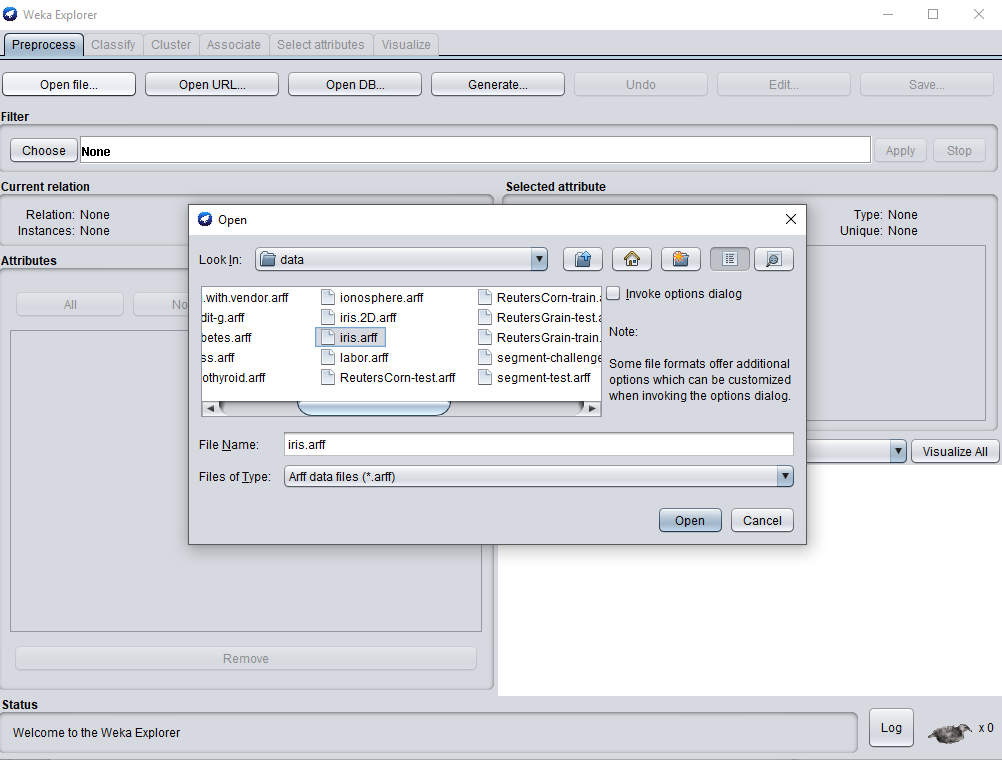 Weka Explorer
Preprocess Classify Cluster Associate Select attributes Visualize
Open file... Open URL... Open DB... Generate... Undo Edit... Save...
Filter
Choose None Apply Stop
Current relation
Relation: None
Instances: None
Selected attribute
Type: None
Unique: None
Attributes
All No
Remove
Open
Look In: data
.with.vendor.arff
dit-g.arff
betes.arff
ss.arff
othyroid.arff
ionosphere.arff
iris.2D.arff
iris.arff
labor.arff
ReutersCorn-test.arff
ReutersCorn-train.a
ReutersGrain-test.a
ReutersGrain-train.
segment-challenge
segment-test.arff
Invoke options dialog
Note:
Some file formats offer additional
options which can be customized
when invoking the options dialog.
File Name: iris.arff
Files of Type: Arff data files (*.arff)
Open Cancel
Visualize All
Status
Welcome to the Weka Explorer
Log x 0